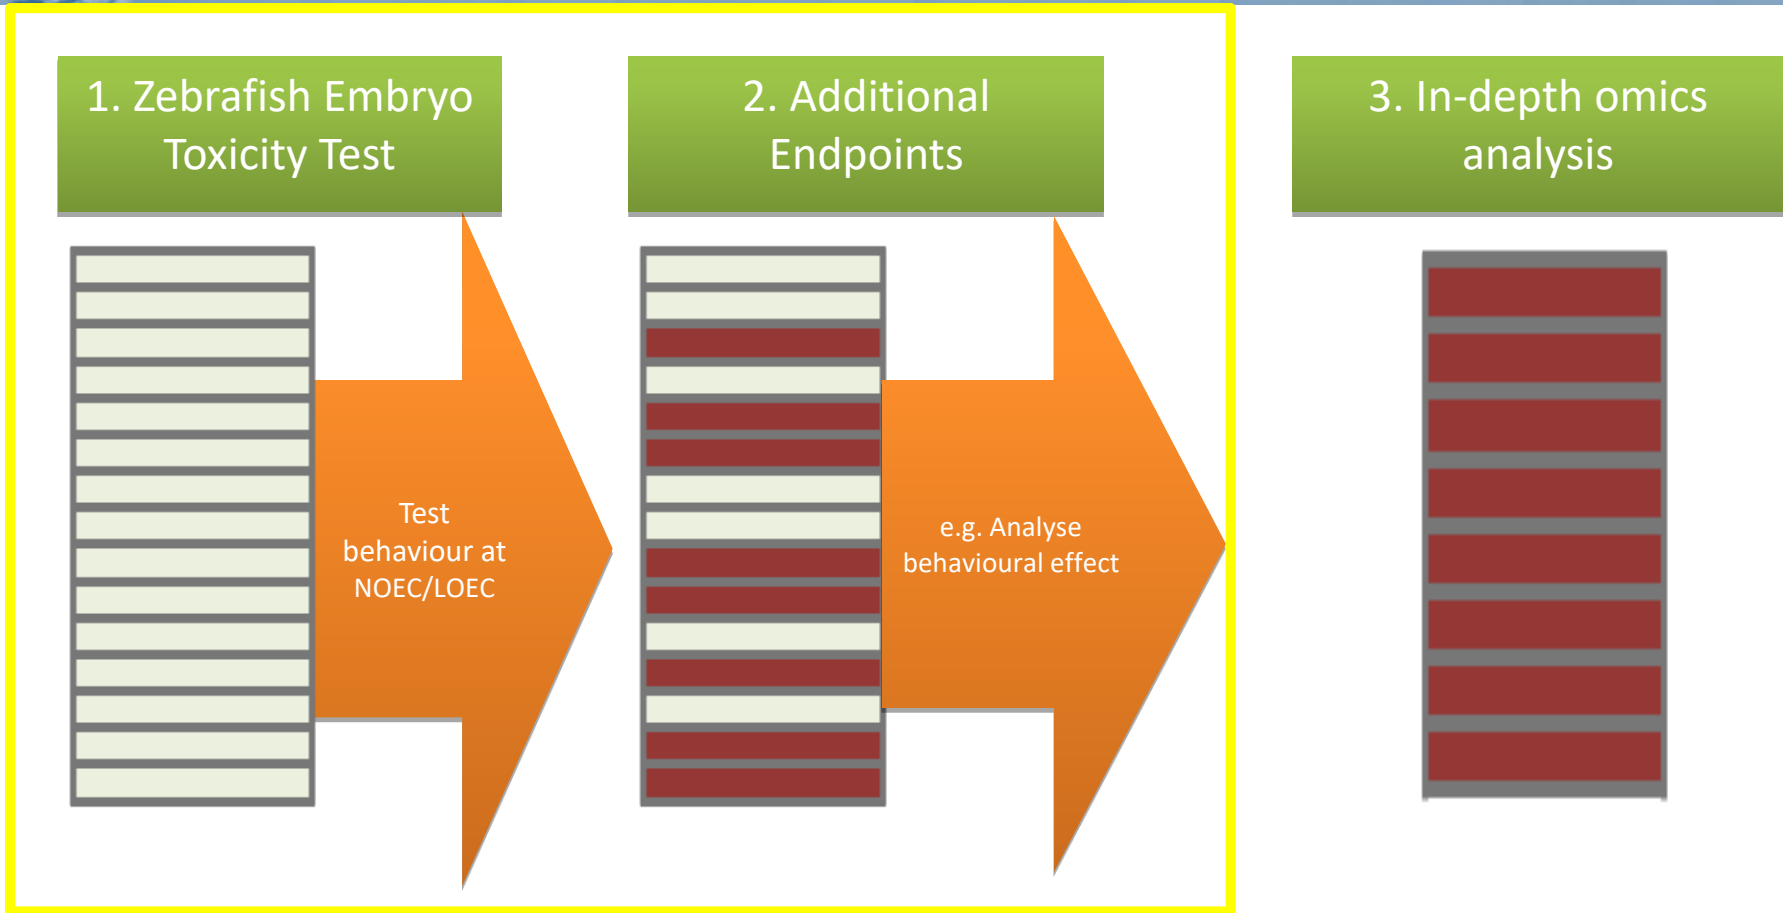 1. Zebrafish Embryo
Toxicity Test
2. Additional
Endpoints
3. In-depth omics
analysis
Test
behaviour at
NOEC/LOEC
e.g. Analyse
behavioural effect